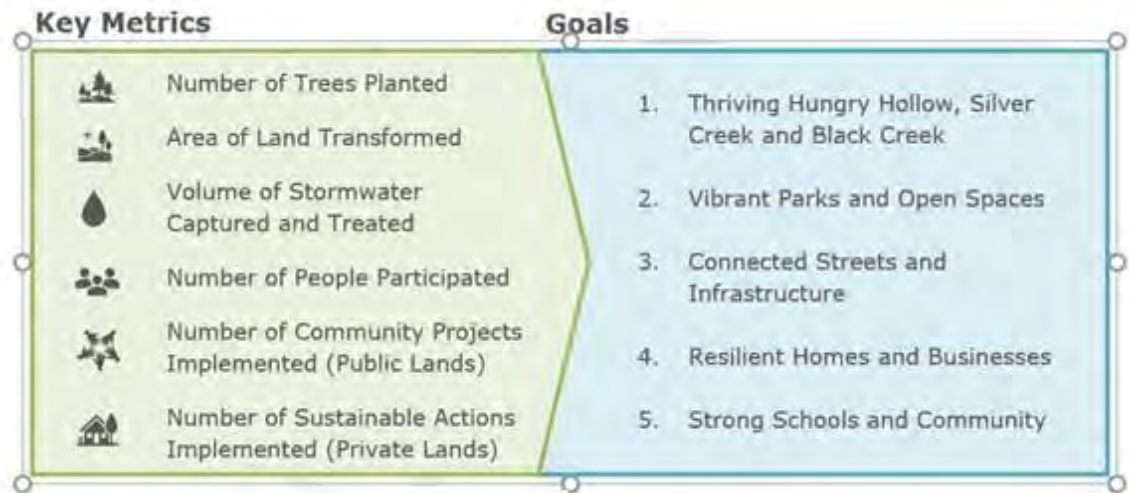 Key Metrics
Number of Trees Planted
Area of Land Transformed
Volume of Stormwater
Captured and Treated
Number of People Participated
Number of Community Projects
Implemented (Public Lands)
Number of Sustainable Actions
Implemented (Private Lands)
Goals
1. Thriving Hungry Hollow, Silver
Creek and Black Creek
2. Vibrant Parks and Open Spaces
3. Connected Streets and
Infrastructure
4. Resilient Homes and Businesses
5. Strong Schools and Community